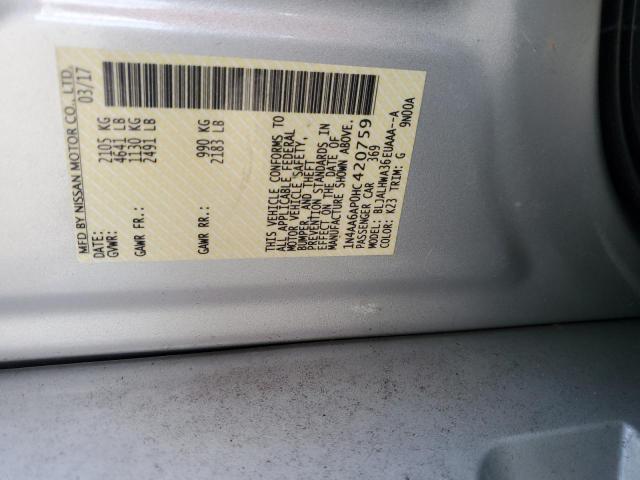 MFD BY NISSAN MOTOR CO., LTD.
DATE: 03/17
GVWR: 2105 KG
4641 LB
GAWR FR: 1130 KG
2491 LB
GAWR RR: 990 KG
2183 LB
THIS VEHICLE CONFORMS TO
ALL APPLICABLE FEDERAL
MOTOR VEHICLE SAFETY,
BUMPER, AND THEFT
PREVENTION STANDARDS IN
EFFECT ON THE DATE OF
MANUFACTURE SHOWN ABOVE.
1N4AA6AP0HC420759
PASSENGER CAR 369
MODEL: BLJALHWA36EUAAA--A
COLOR: K23 TRIM: G 9N00A